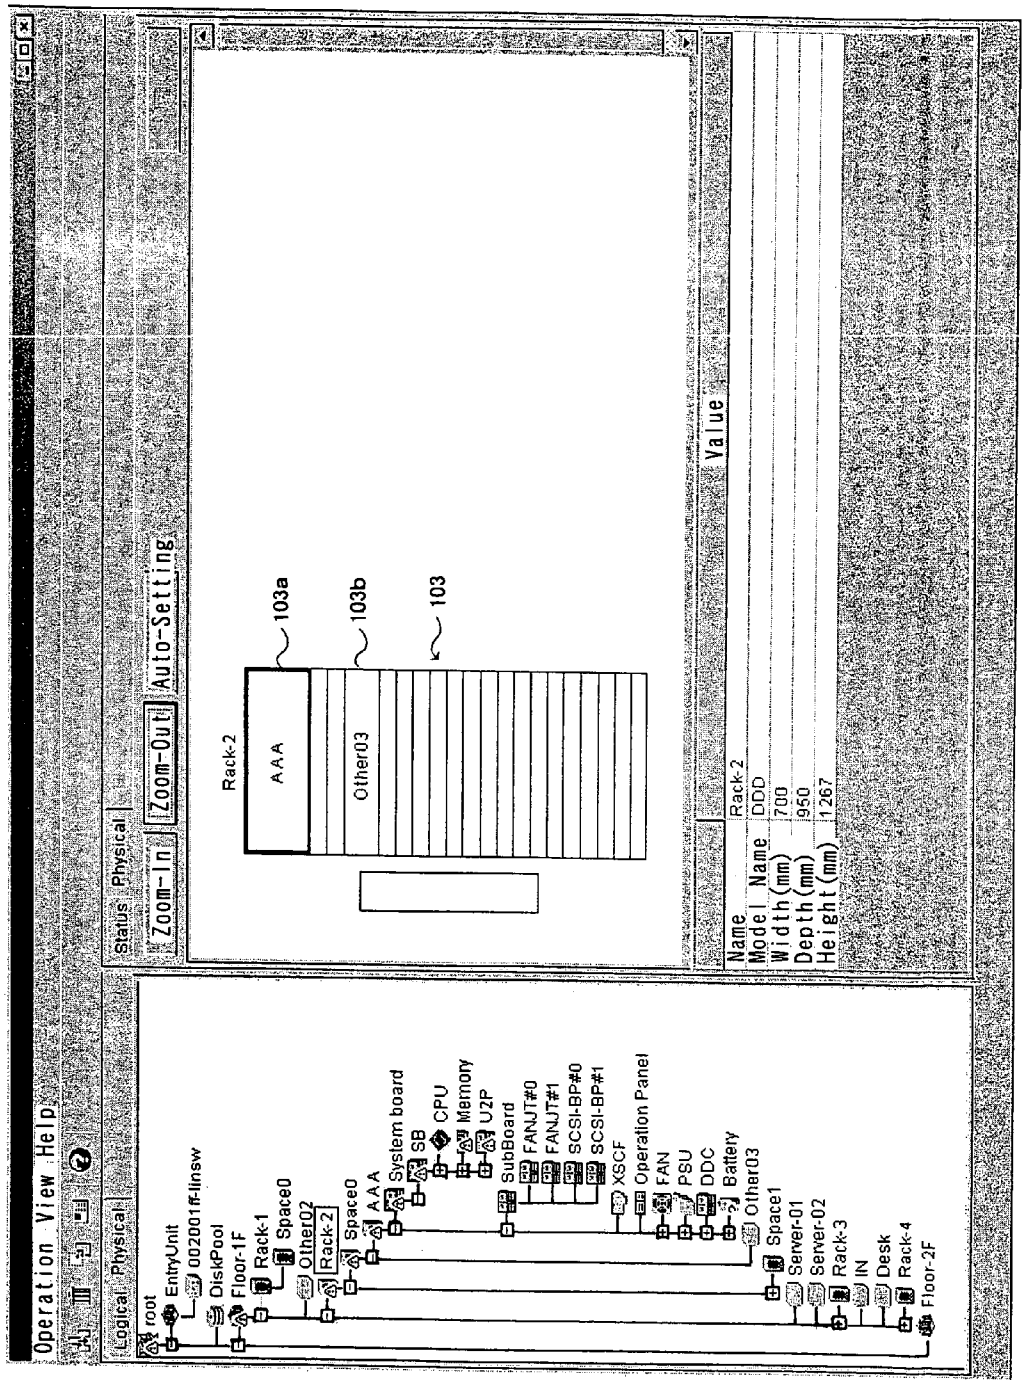 Operation View Help
Logical Physical
root
EntryUnit
002001ff-linnsw
DiskPool
Floor-1F
Rack-1
Space0
Other02
Rack-2
Space0
AAA
System board
SB
CPU
Memory
U2P
SubBoard
FANJT#0
FANJT#1
SCSI-BP#0
SCSI-BP#1
XSCF
Operation Panel
FAN
PSU
DDC
Battery
Other03
Space1
Server-01
Server-02
Rack-3
IN
Desk
Rack-4
Floor-2F
Status Physical
Zoom-In Zoom-Out Auto-Setting
Rack-2
AAA
103a
Other03
103b
103
Value
Name Rack-2
Model Name DDD
Width(mm) 700
Depth(mm) 950
Height(mm) 1267